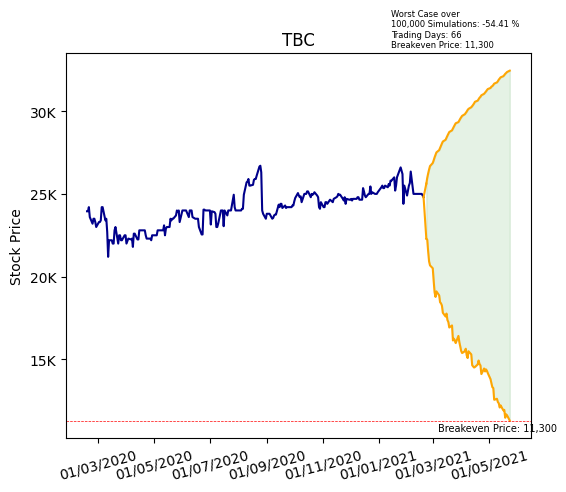 Worst Case over
100,000 Simulations: -54.41 %
Trading Days: 66
Breakeven Price: 11,300
TBC
Stock Price
30K
25K
20K
15K
Breakeven Price: 11,300
01/03/2020
01/05/2020
01/07/2020
01/09/2020
01/11/2020
01/01/2021
01/03/2021
01/05/2021